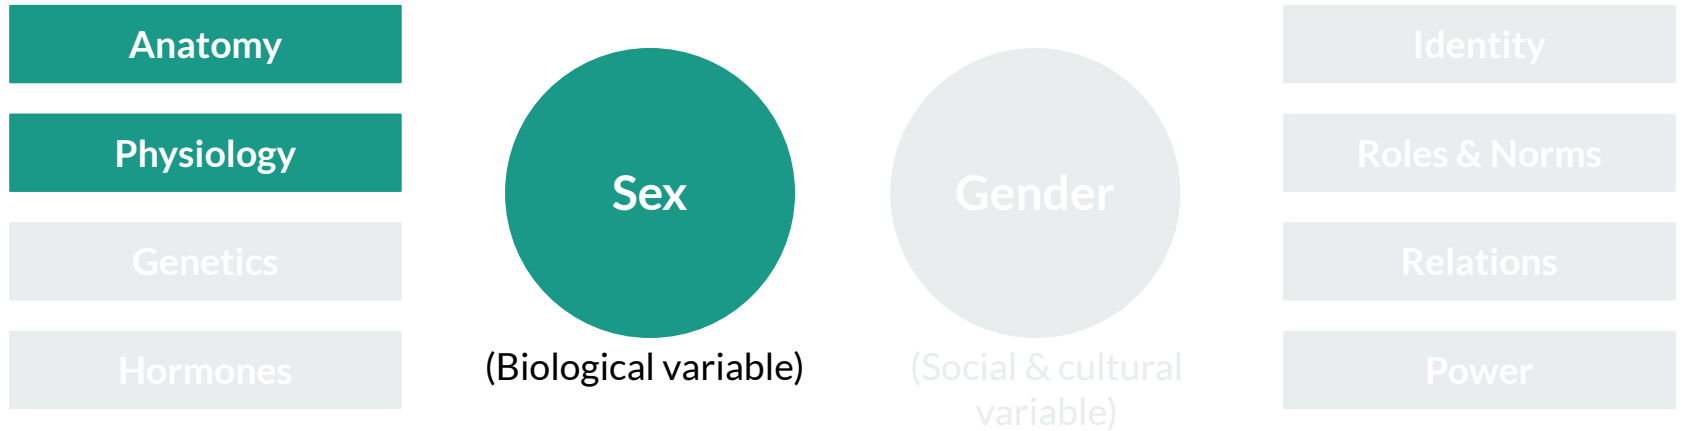 Anatomy
Physiology
Genetics
Hormones
Sex
(Biological variable)
Gender
(Social & cultural
variable)
Identity
Roles & Norms
Relations
Power